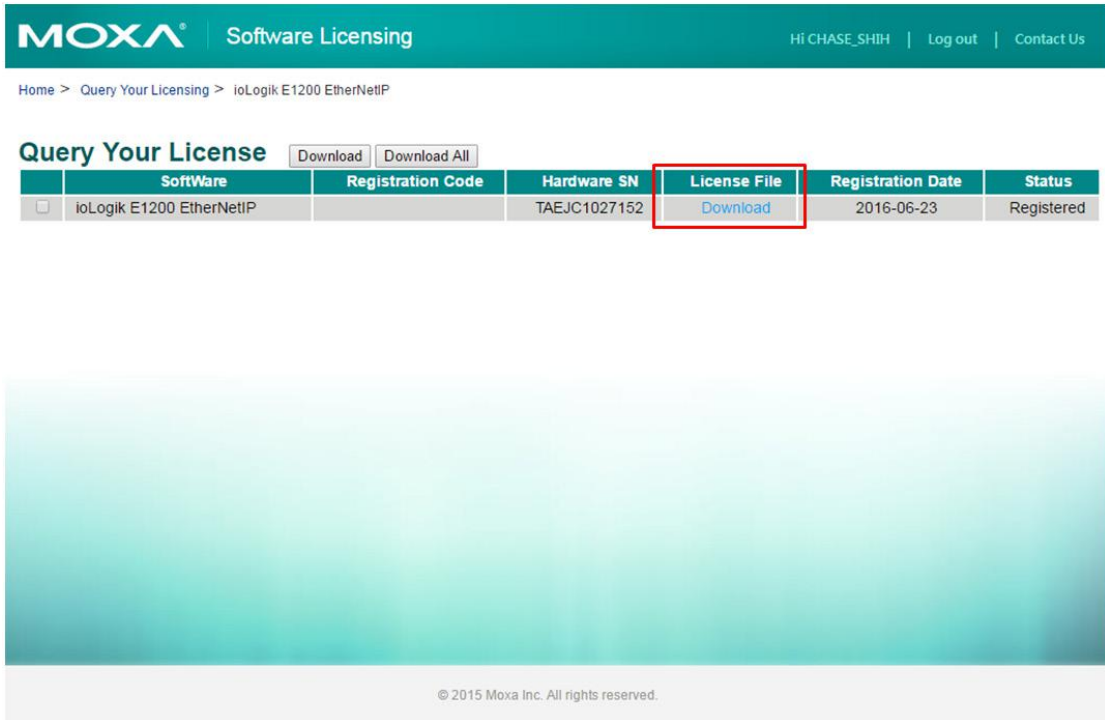 MOXA® Software Licensing Hi CHASE_SHIH | Log out | Contact Us
Home > Query Your Licensing > ioLogik E1200 EtherNetIP
Query Your License Download Download All
SoftWare Registration Code Hardware SN License File Registration Date Status
ioLogik E1200 EtherNetIP TAEJC1027152 Download 2016-06-23 Registered
© 2015 Moxa Inc. All rights reserved.